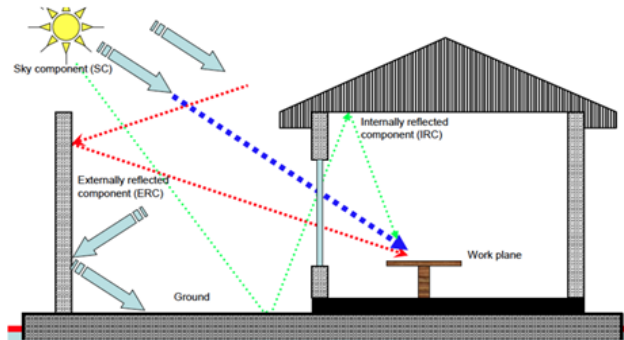 Sky component (SC)
Internally reflected
component (IRC)
Externally reflected
component (ERC)
Work plane
Ground